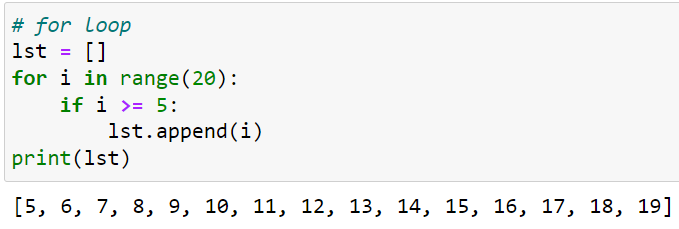 # for loop
lst = []
for i in range(20):
    if i >= 5:
        lst.append(i)
print(lst)
[5, 6, 7, 8, 9, 10, 11, 12, 13, 14, 15, 16, 17, 18, 19]